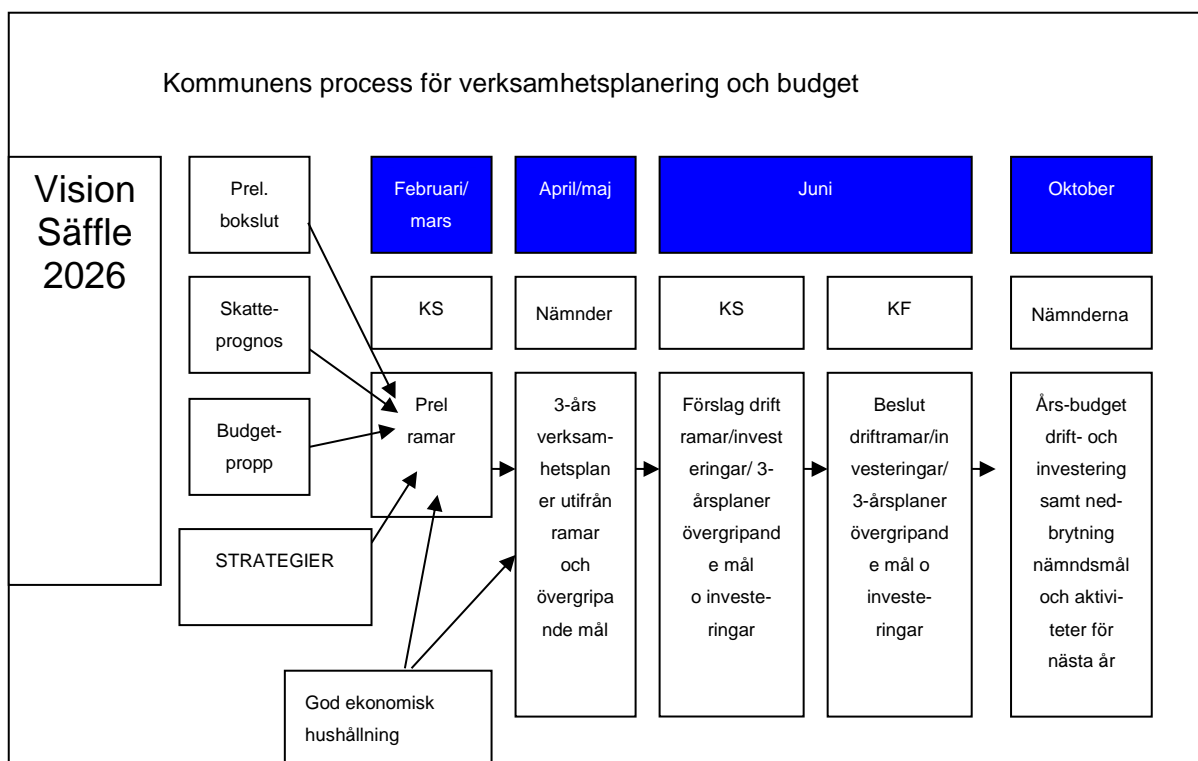 Kommunens process för verksamhetsplanering och budget
Vision
Säffle
2026
Prel.
bokslut
Skatte-
prognos
Budget-
propp
STRATEGIER
God ekonomisk
hushållning
Februari/
mars
KS
Prel
ramar
April/maj
Nämnder
3-års
verksam-
hetsplan
er utifrån
ramar
och
övergripa
nde mål
Juni
KS
Förslag drift
ramar/invest
eringar/ 3-
årsplaner
övergripand
e mål
o investe-
ringar
KF
Beslut
driftramar/in
vesteringar/
3-årsplaner
övergripand
e mål o
investe-
ringar
Oktober
Nämnderna
Års-budget
drift- och
investering
samt ned-
brytning
nämndsmål
och aktivi-
teter för
nästa år